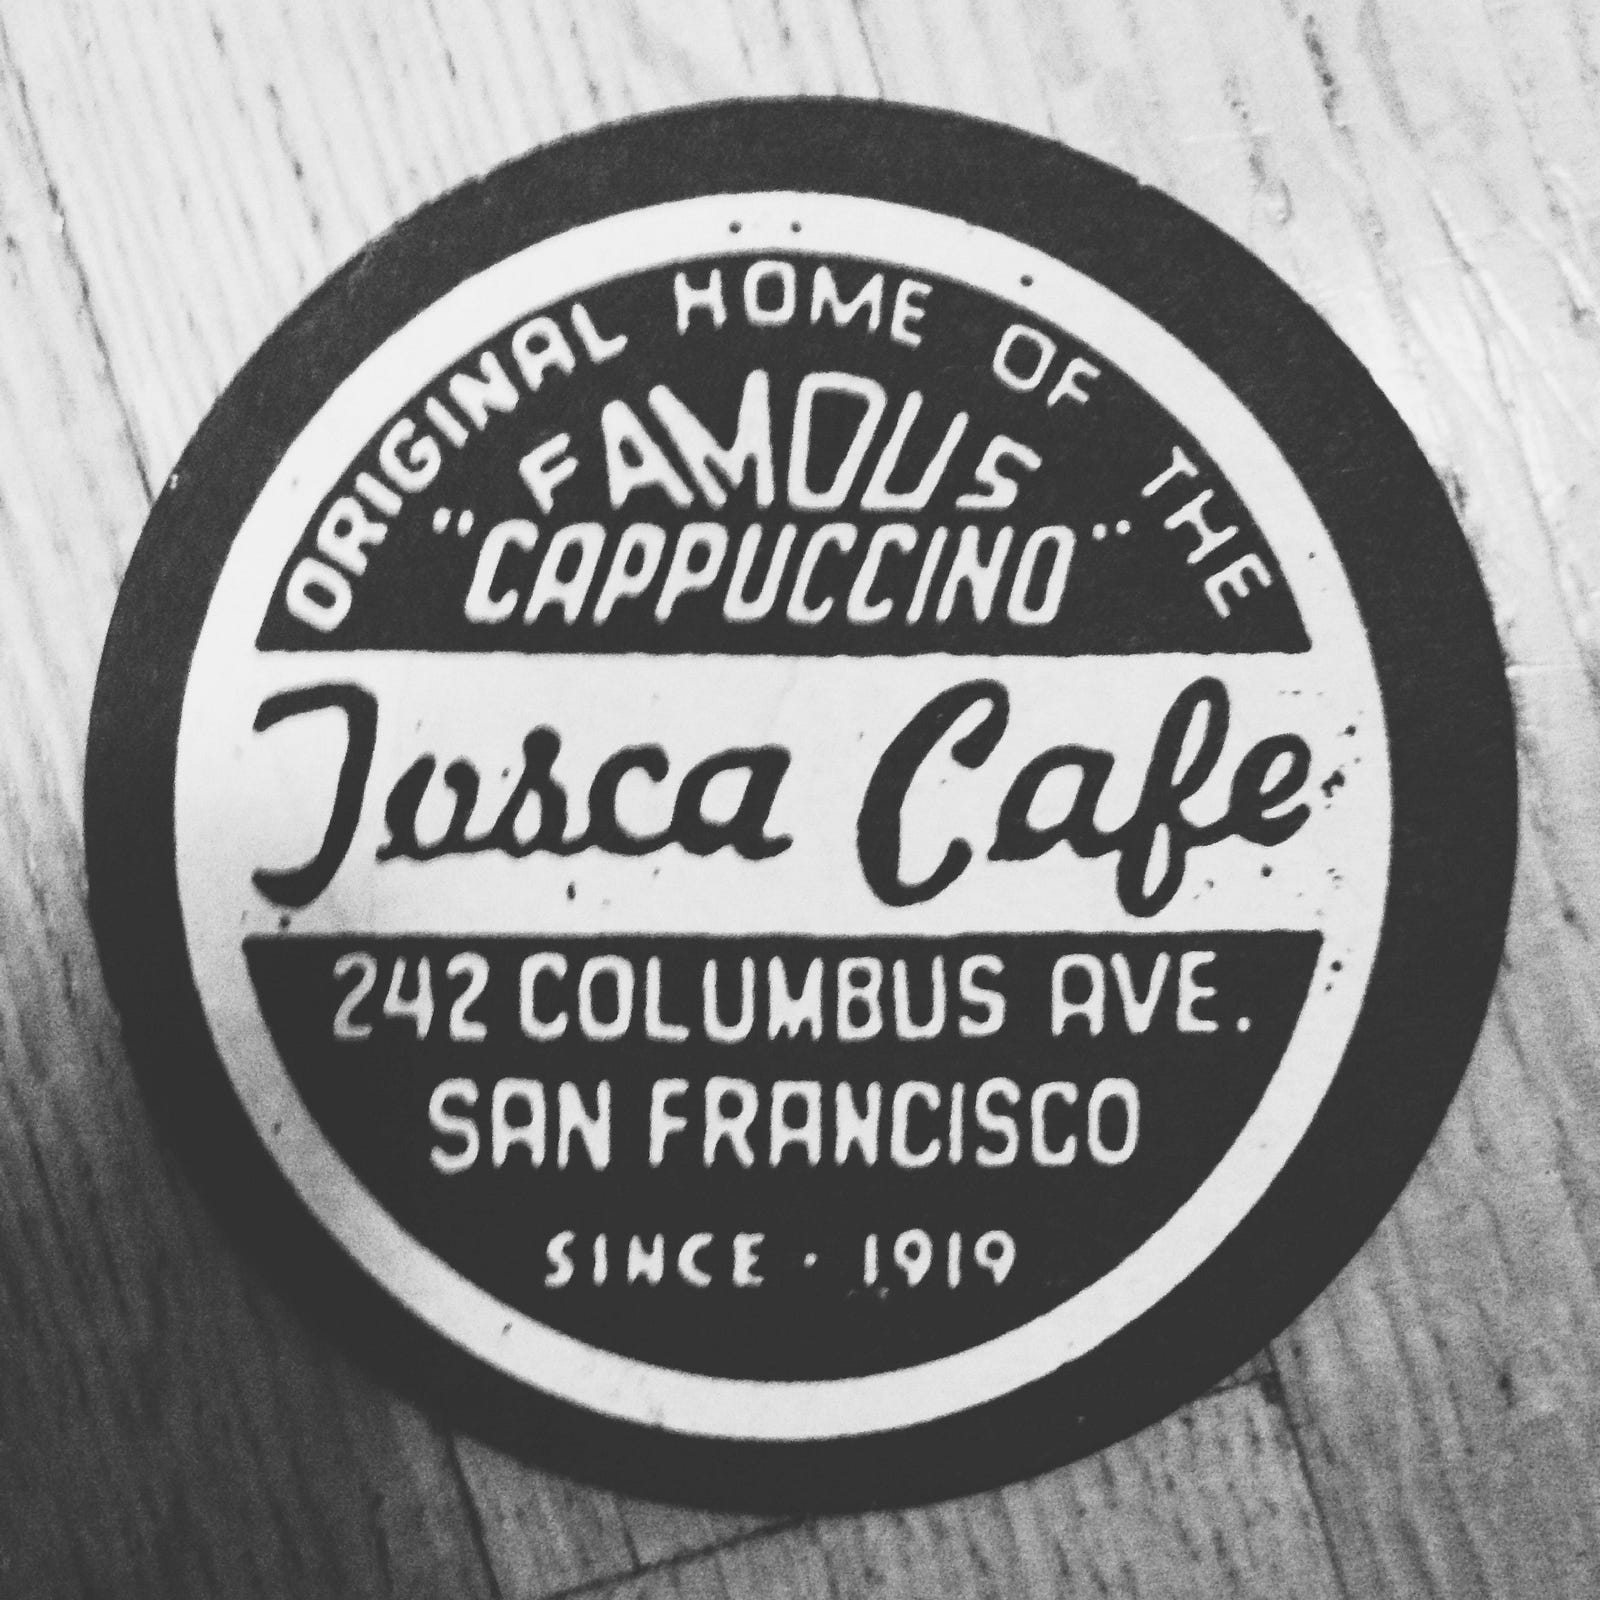 ORIGINAL HOME OF THE
FAMOUS
"CAPPUCCINO"
Tosca Cafe
242 COLUMBUS AVE.
SAN FRANCISCO
SINCE · 1919